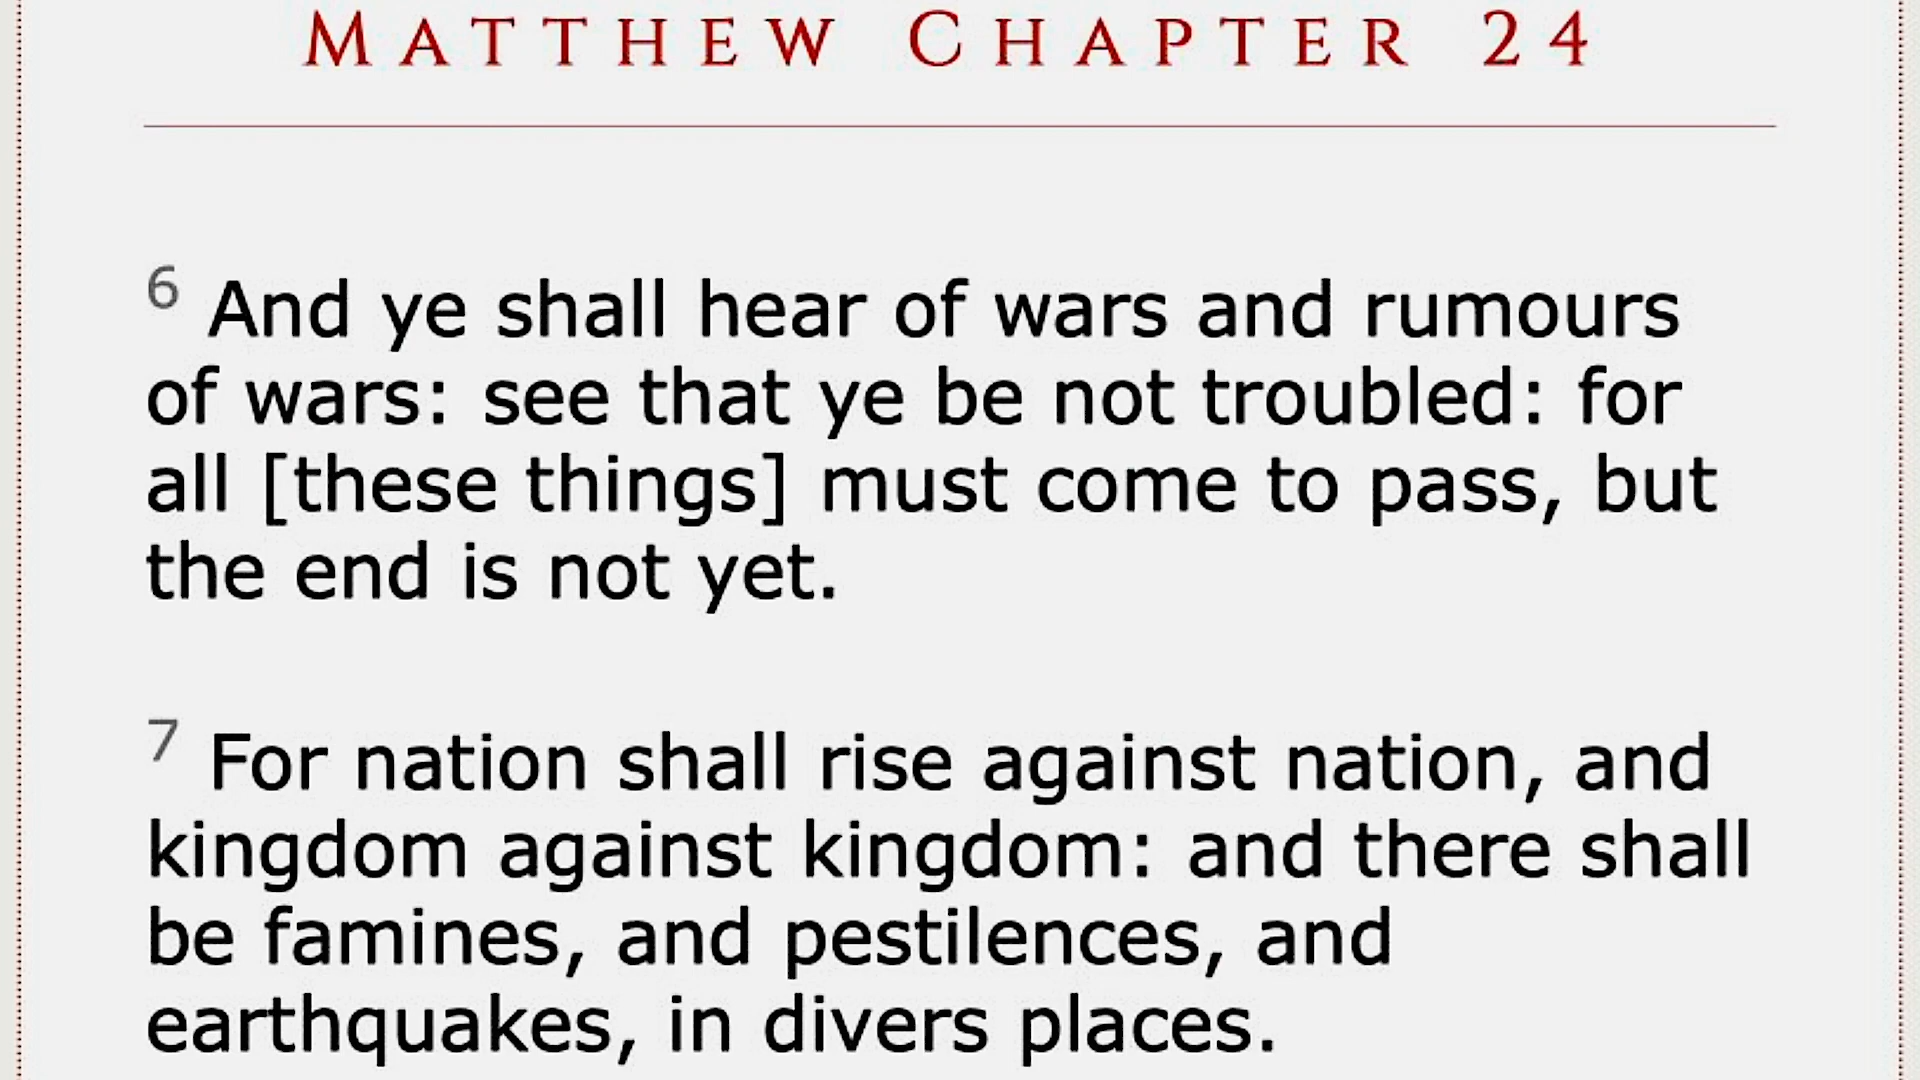 MATTHEW CHAPTER 24
6 And ye shall hear of wars and rumours
of wars: see that ye be not troubled: for
all [these things] must come to pass, but
the end is not yet.
7 For nation shall rise against nation, and
kingdom against kingdom: and there shall
be famines, and pestilences, and
earthquakes, in divers places.